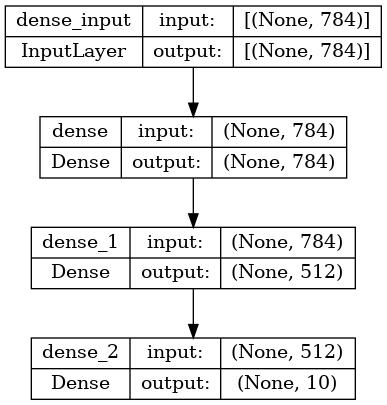 dense_input input: [(None, 784)]
InputLayer output: [(None, 784)]
dense input: (None, 784)
Dense output: (None, 784)
dense_1 input: (None, 784)
Dense output: (None, 512)
dense_2 input: (None, 512)
Dense output: (None, 10)